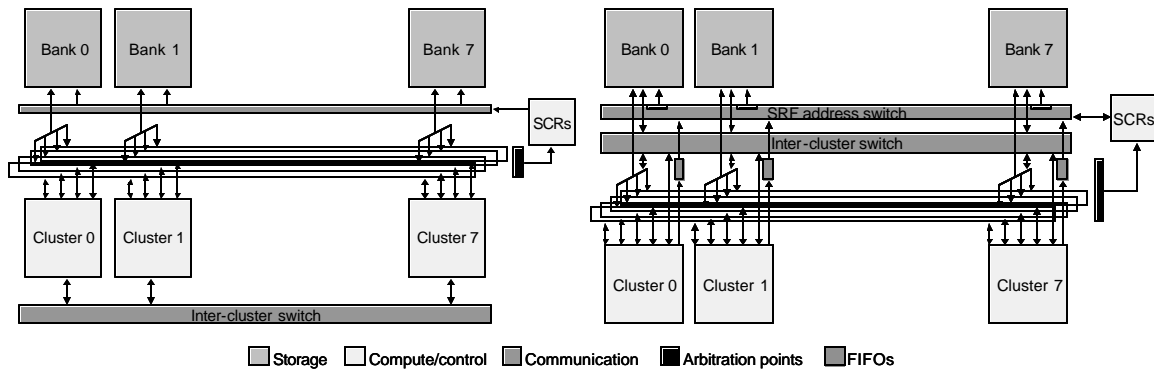 Bank 0
Bank 1
Bank 7
SCRs
Cluster 0
Cluster 1
Cluster 7
Inter-cluster switch
Bank 0
Bank 1
Bank 7
SRF address switch
SCRs
Inter-cluster switch
Cluster 0
Cluster 1
Cluster 7
Storage
Compute/control
Communication
Arbitration points
FIFOs